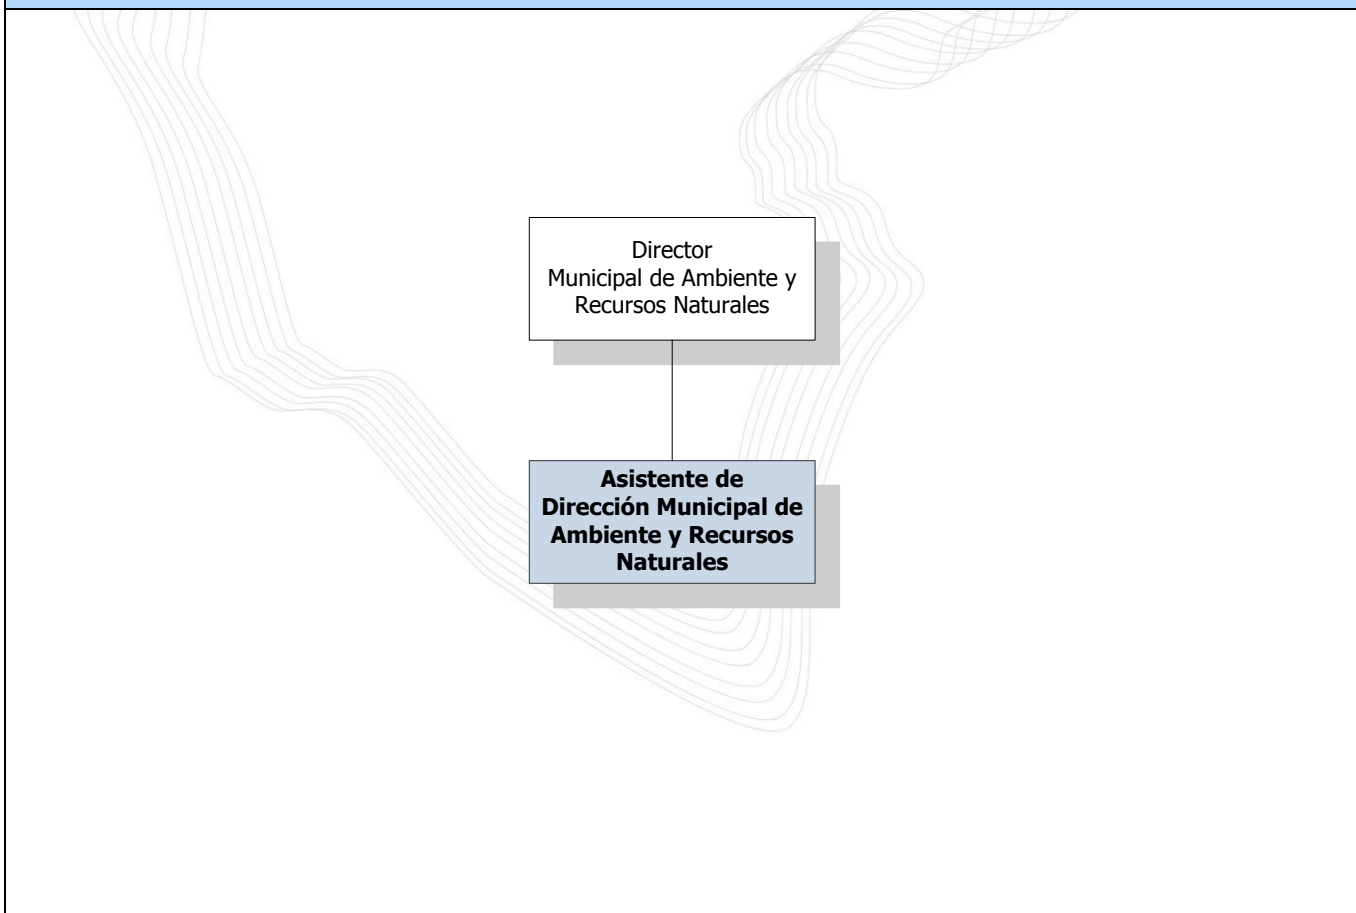 Director
Municipal de Ambiente y
Recursos Naturales
Asistente de
Dirección Municipal de
Ambiente y Recursos
Naturales